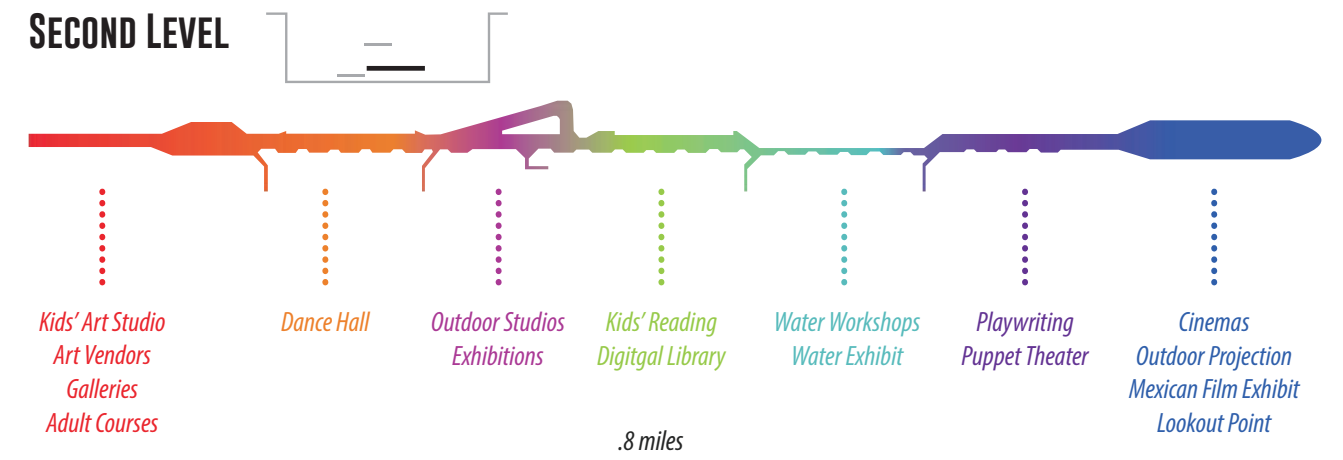 SECOND LEVEL
Kids' Art Studio
Art Vendors
Galleries
Adult Courses
Dance Hall
Outdoor Studios
Exhibitions
Kids' Reading
Digitgal Library
Water Workshops
Water Exhibit
Playwriting
Puppet Theater
Cinemas
Outdoor Projection
Mexican Film Exhibit
Lookout Point
.8 miles